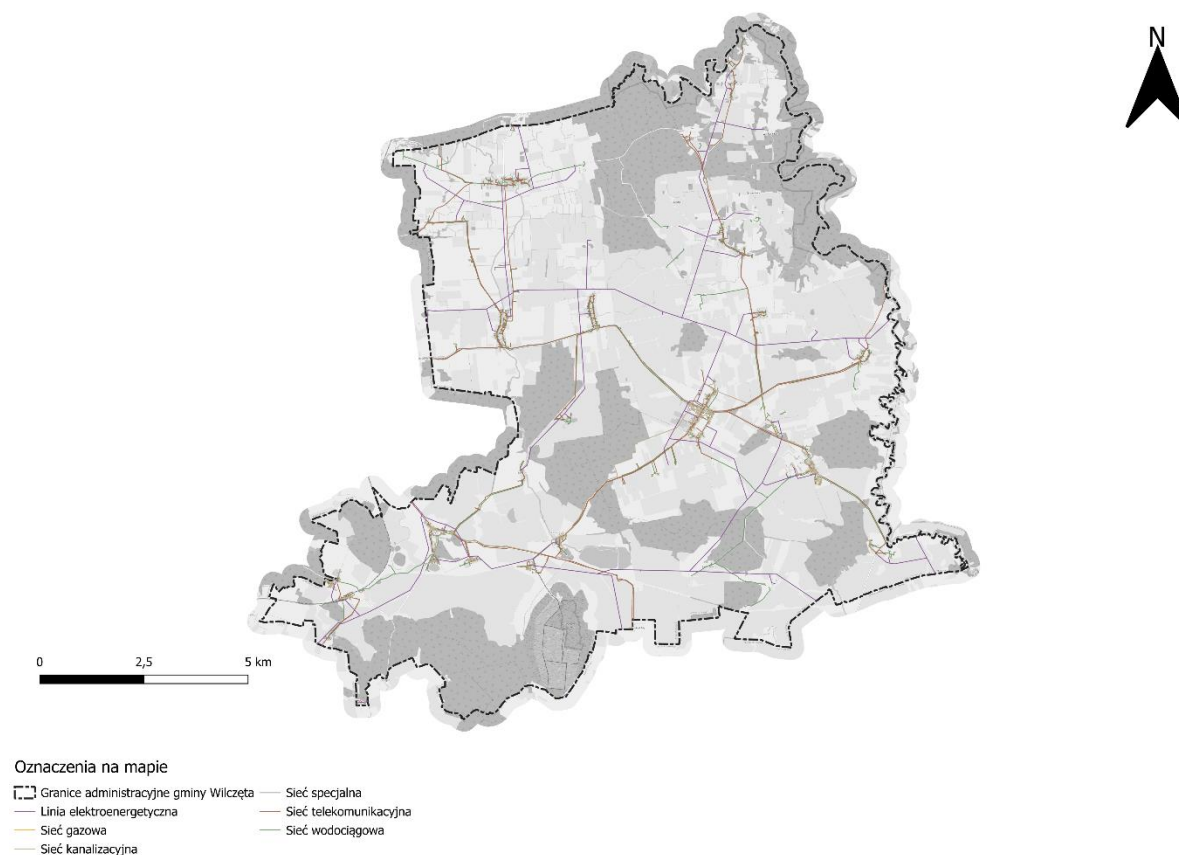 N
0 2,5 5 km
Oznaczenia na mapie
Granice administracyjne gminy Wilczęta
Linia elektroenergetyczna
Sieć gazowa
Sieć kanalizacyjna
Sieć specjalna
Sieć telekomunikacyjna
Sieć wodociągowa